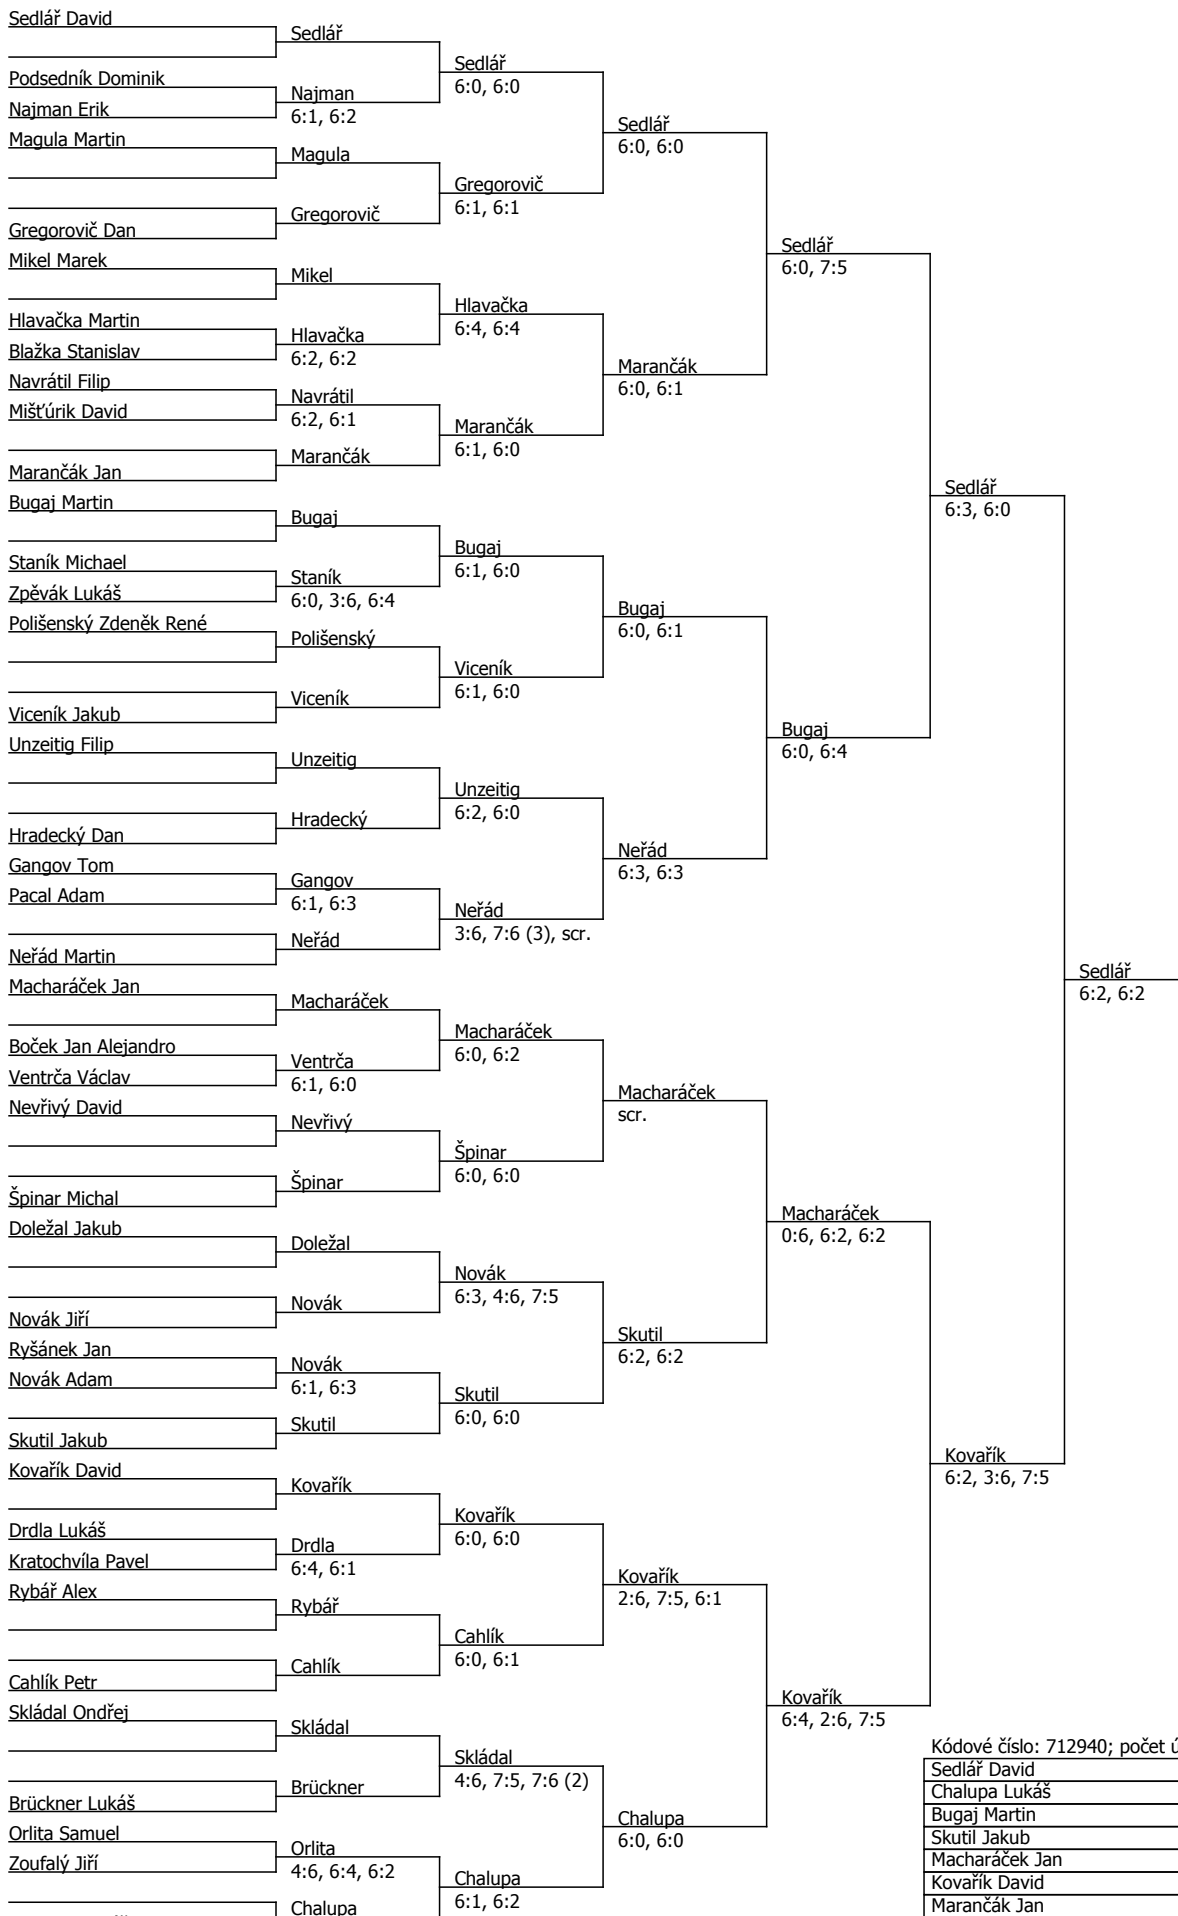 Sedlář David
Podsedník Dominik
Najman Erik
Magula Martin
Gregorovič Dan
Mikel Marek
Hlavačka Martin
Blažka Stanislav
Navrátil Filip
Mišťúrik David
Marančák Jan
Bugaj Martin
Staník Michael
Zpěvák Lukáš
Polišenský Zdeněk René
Viceník Jakub
Unzeitig Filip
Hradecký Dan
Gangov Tom
Pacal Adam
Neřád Martin
Macharáček Jan
Boček Jan Alejandro
Ventrča Václav
Nevřivý David
Špinar Michal
Doležal Jakub
Novák Jiří
Ryšánek Jan
Novák Adam
Skutil Jakub
Kovařík David
Drdla Lukáš
Kratochvíla Pavel
Rybář Alex
Cahlík Petr
Skládal Ondřej
Brückner Lukáš
Orlita Samuel
Zoufalý Jiří
Sedlář
Najman
6:1, 6:2
Magula
Gregorovič
Mikel
Hlavačka
6:2, 6:2
Navrátil
6:2, 6:1
Marančák
Bugaj
Staník
6:0, 3:6, 6:4
Polišenský
Viceník
Unzeitig
Hradecký
Gangov
6:1, 6:3
Neřád
Macharáček
Ventrča
6:1, 6:0
Nevřivý
Špinar
Doležal
Novák
Novák
6:1, 6:3
Skutil
Kovařík
Drdla
6:4, 6:1
Rybář
Cahlík
Skládal
Brückner
Orlita
4:6, 6:4, 6:2
Chalupa
Sedlář
6:0, 6:0
Gregorovič
6:1, 6:1
Hlavačka
6:4, 6:4
Marančák
6:1, 6:0
Bugaj
6:1, 6:0
Viceník
6:1, 6:0
Unzeitig
6:2, 6:0
Neřád
3:6, 7:6 (3), scr.
Macharáček
6:0, 6:2
Špinar
6:0, 6:0
Novák
6:3, 4:6, 7:5
Skutil
6:0, 6:0
Kovařík
6:0, 6:0
Cahlík
6:0, 6:1
Skládal
4:6, 7:5, 7:6 (2)
Chalupa
6:1, 6:2
Sedlář
6:0, 6:0
Marančák
6:0, 6:1
Bugaj
6:0, 6:1
Neřád
6:3, 6:3
Macharáček
scr.
Skutil
6:2, 6:2
Kovařík
2:6, 7:5, 6:1
Chalupa
6:0, 6:0
Sedlář
6:0, 7:5
Bugaj
6:0, 6:4
Macharáček
0:6, 6:2, 6:2
Kovařík
6:4, 2:6, 7:5
Sedlář
6:3, 6:0
Kovařík
6:2, 3:6, 7:5
Sedlář
6:2, 6:2
Kódové číslo: 712940; počet ú
Sedlář David
Chalupa Lukáš
Bugaj Martin
Skutil Jakub
Macharáček Jan
Kovařík David
Marančák Jan